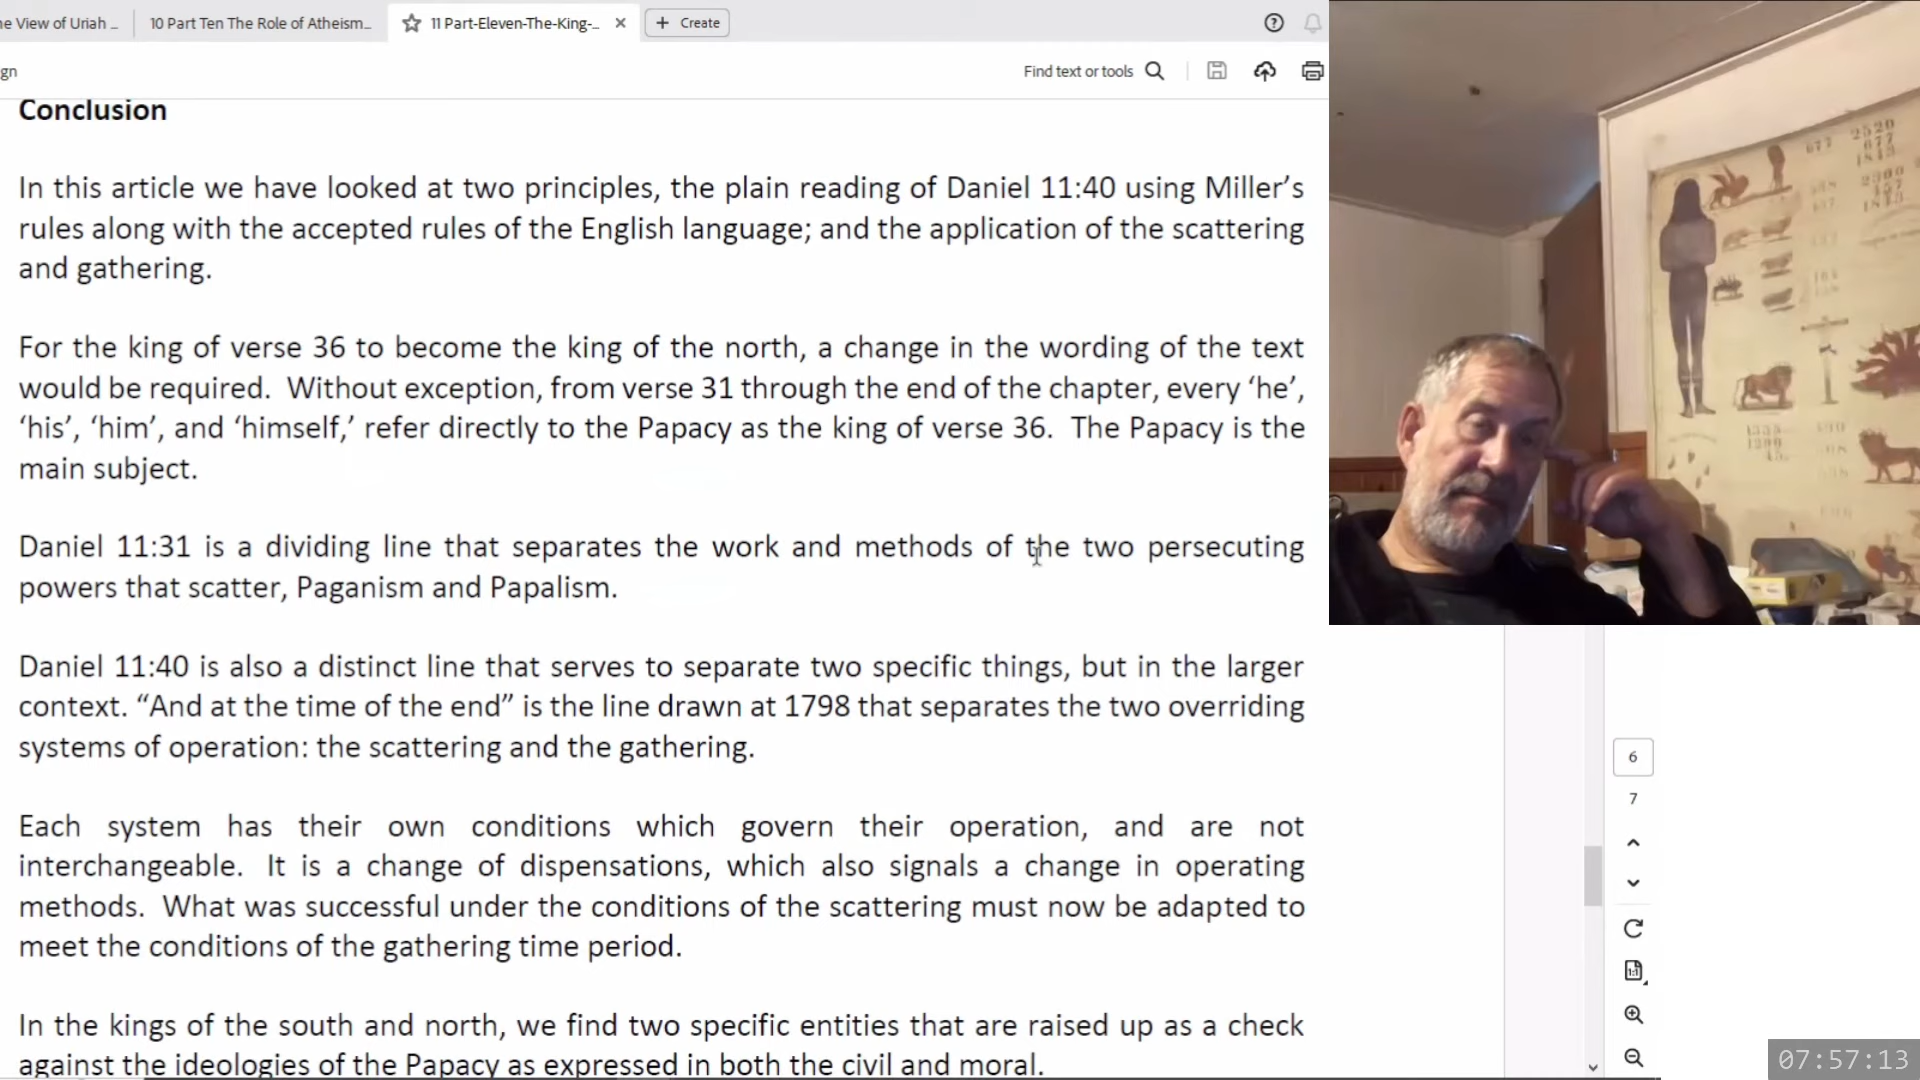 ne View of Uriah ...
10 Part Ten The Role of Atheism...
11 Part-Eleven-The-King-...
Create
gn
Find text or tools
Conclusion
In this article we have looked at two principles, the plain reading of Daniel 11:40 using Miller’s
rules along with the accepted rules of the English language; and the application of the scattering
and gathering.
For the king of verse 36 to become the king of the north, a change in the wording of the text
would be required. Without exception, from verse 31 through the end of the chapter, every ‘he’,
‘his’, ‘him’, and ‘himself,’ refer directly to the Papacy as the king of verse 36. The Papacy is the
main subject.
Daniel 11:31 is a dividing line that separates the work and methods of the two persecuting
powers that scatter, Paganism and Papalism.
Daniel 11:40 is also a distinct line that serves to separate two specific things, but in the larger
context. “And at the time of the end” is the line drawn at 1798 that separates the two overriding
systems of operation: the scattering and the gathering.
Each system has their own conditions which govern their operation, and are not
interchangeable. It is a change of dispensations, which also signals a change in operating
methods. What was successful under the conditions of the scattering must now be adapted to
meet the conditions of the gathering time period.
In the kings of the south and north, we find two specific entities that are raised up as a check
against the ideologies of the Papacy as expressed in both the civil and moral.
677
2520
677
1843
2300
457
1843
6
7
07:57:13